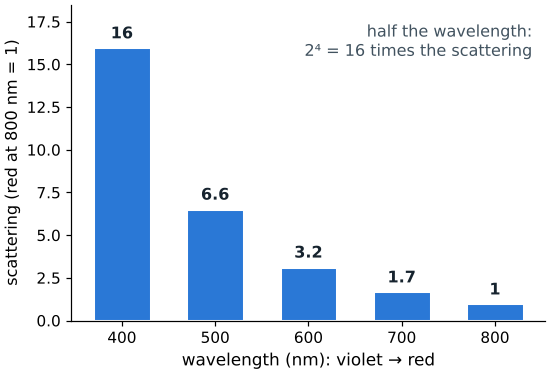 half the wavelength:
2⁴ = 16 times the scattering
scattering (red at 800 nm = 1)
17.5
15.0
12.5
10.0
7.5
5.0
2.5
0.0
16
6.6
3.2
1.7
1
400 500 600 700 800
wavelength (nm): violet → red